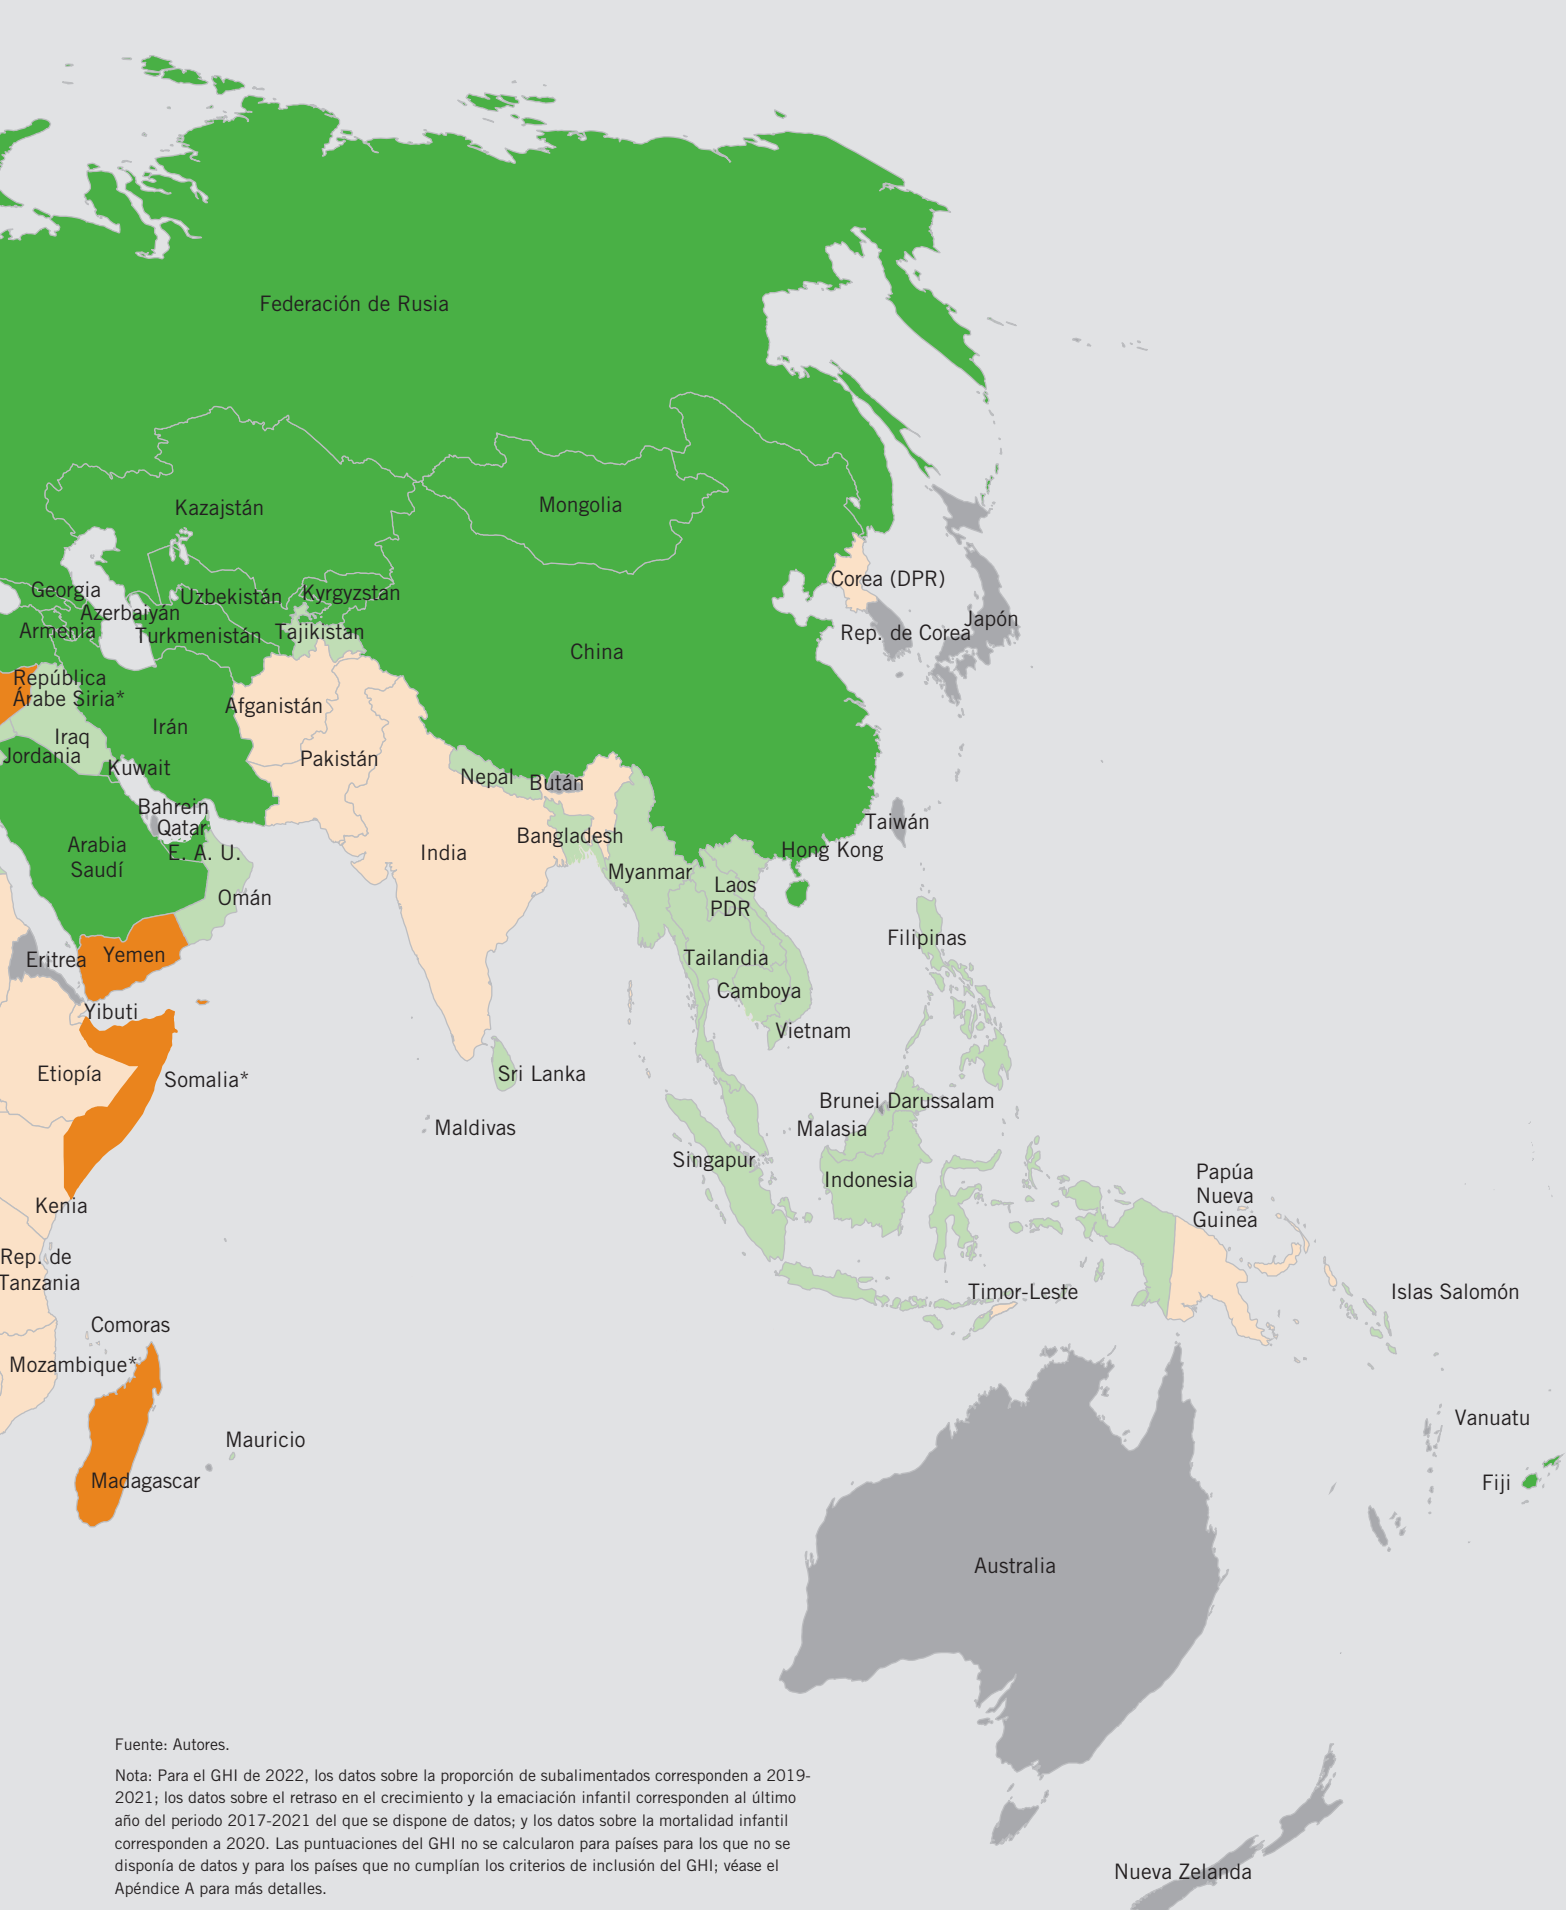 Federación de Rusia
Kazajstán
Mongolia
Corea (DPR)
Georgia
Azerbaiyán
Uzbekistán
Kyrgyzstan
Armenia
Turkmenistán
Tajikistan
Rep. de Corea
Japón
China
República
Árabe Siria*
Afganistán
Irán
Iraq
Jordania
Kuwait
Pakistán
Nepal
Bután
Bahrein
Qatar
E. A. U.
Arabia
Saudí
India
Bangladesh
Taiwán
Hong Kong
Myanmar
Laos
PDR
Omán
Filipinas
Eritrea
Yemen
Tailandia
Camboya
Yibuti
Vietnam
Etiopía
Somalia*
Sri Lanka
Brunei Darussalam
Maldivas
Malasia
Singapur
Indonesia
Papúa
Nueva
Guinea
Kenia
Rep. de
Tanzania
Timor-Leste
Islas Salomón
Comoras
Mozambique*
Mauricio
Madagascar
Vanuatu
Fiji
Australia
Nueva Zelanda
Fuente: Autores.
Nota: Para el GHI de 2022, los datos sobre la proporción de subalimentados corresponden a 2019-
2021; los datos sobre el retraso en el crecimiento y la emaciación infantil corresponden al último
año del periodo 2017-2021 del que se dispone de datos; y los datos sobre la mortalidad infantil
corresponden a 2020. Las puntuaciones del GHI no se calcularon para países para los que no se
disponía de datos y para los países que no cumplían los criterios de inclusión del GHI; véase el
Apéndice A para más detalles.